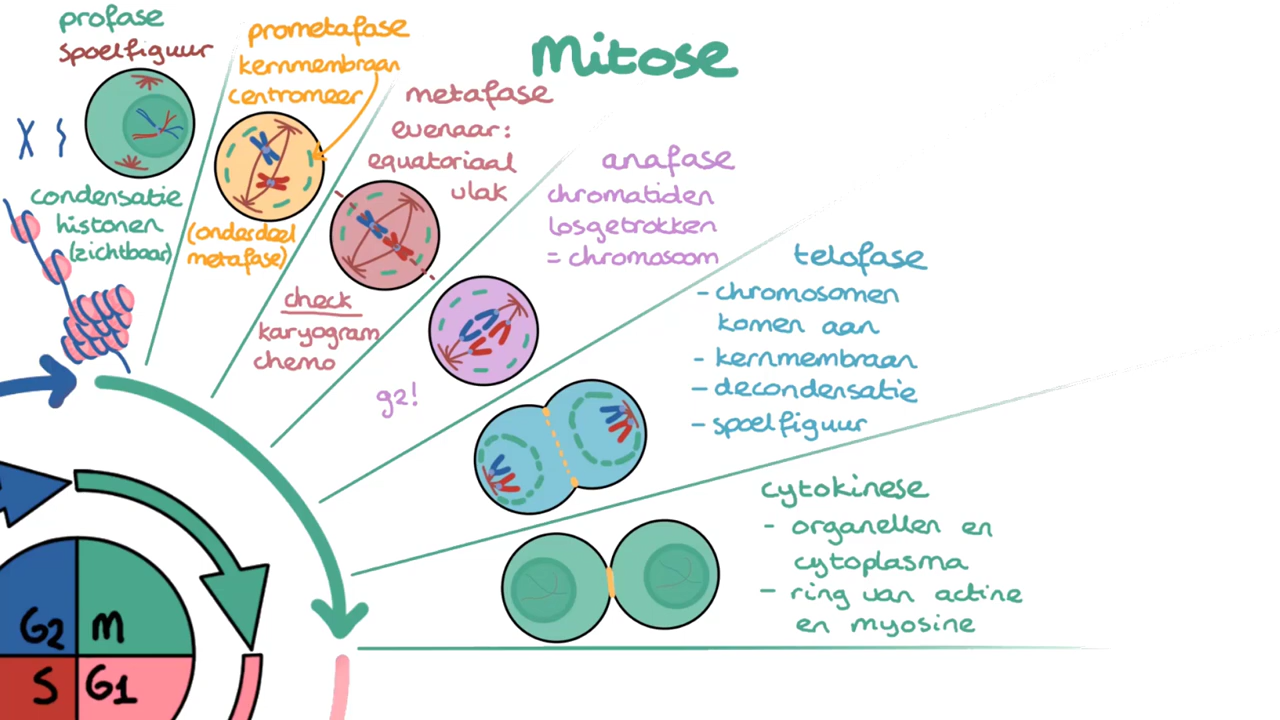 Mitose
profase
spoelfiguur
condensatie
histonen
(zichtbaar)
prometafase
kernmembraan
centromeer
(onderdeel
metafase)
metafase
evenaar:
equatoriaal
vlak
check
karyogram
chemo
anafase
chromatiden
losgetrokken
= chromosoom
g2!
telofase
- chromosomen
komen aan
- kernmembraan
- decondensatie
- spoelfiguur
cytokinese
- organellen en
cytoplasma
- ring van actine
en myosine
G2 M
S G1